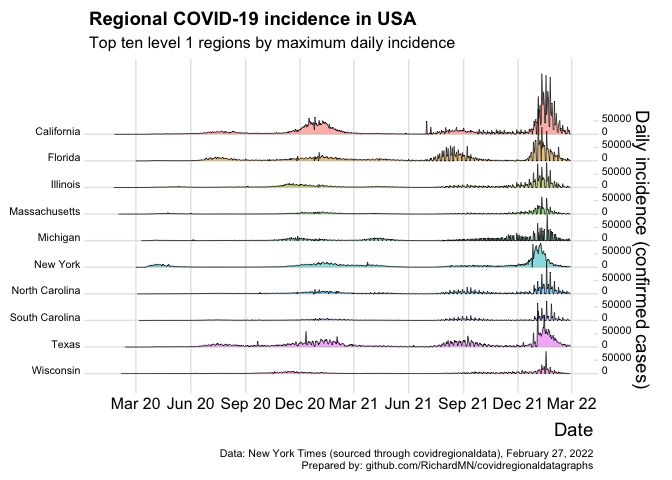 Regional COVID-19 incidence in USA
Top ten level 1 regions by maximum daily incidence
California
Florida
Illinois
Massachusetts
Michigan
New York
North Carolina
South Carolina
Texas
Wisconsin
50000
0
50000
0
50000
0
50000
0
50000
0
50000
0
50000
0
50000
0
50000
0
50000
0
Daily incidence (confirmed cases)
Mar 20 Jun 20 Sep 20 Dec 20 Mar 21 Jun 21 Sep 21 Dec 21 Mar 22
Date
Data: New York Times (sourced through covidregionaldata), February 27, 2022
Prepared by: github.com/RichardMN/covidregionaldatagraphs